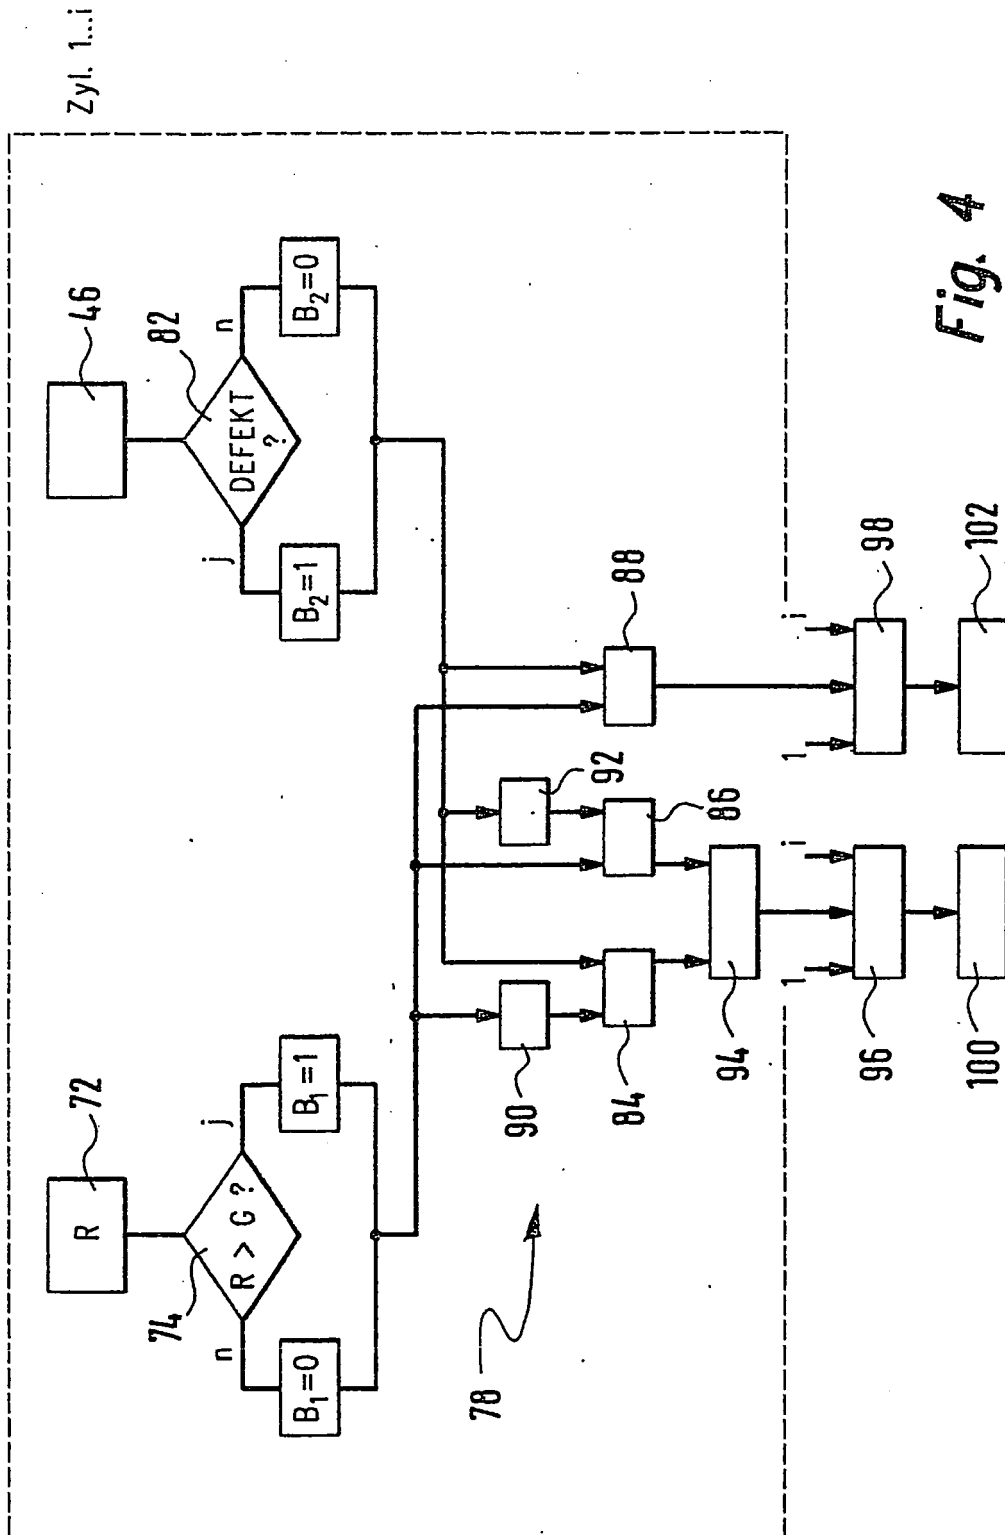 Zyl. 1...i
R
72
46
R > G ?
74
n
j
DEFEKT
?
82
j
n
B₁=0
B₁=1
B₂=1
B₂=0
78
90
92
84
86
88
94
1
i
1
i
96
98
100
102
Fig. 4